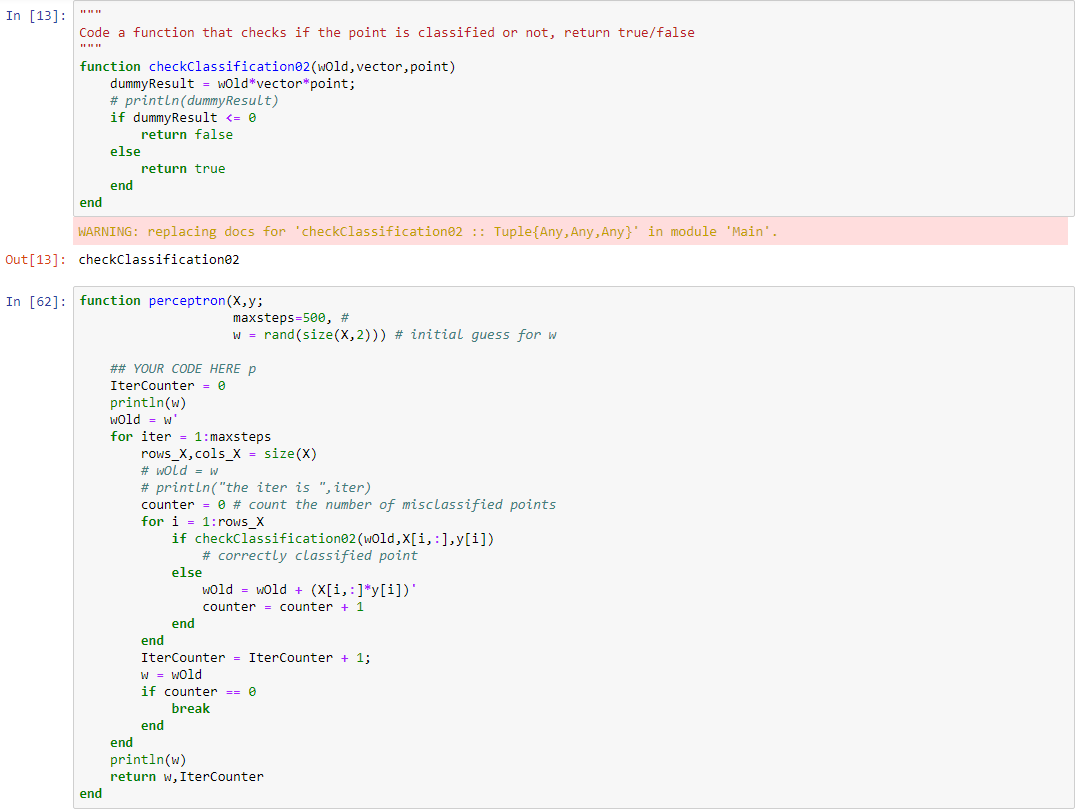 In [13]: """
Code a function that checks if the point is classified or not, return true/false
"""
function checkClassification02(wOld,vector,point)
    dummyResult = wOld*vector*point;
    # println(dummyResult)
    if dummyResult <= 0
        return false
    else
        return true
    end
end
WARNING: replacing docs for 'checkClassification02 :: Tuple{Any,Any,Any}' in module 'Main'.
Out[13]: checkClassification02
In [62]: function perceptron(X,y;
                    maxsteps=500, #
                    w = rand(size(X,2))) # initial guess for w
    ## YOUR CODE HERE p
    IterCounter = 0
    println(w)
    wOld = w'
    for iter = 1:maxsteps
        rows_X,cols_X = size(X)
        # wOld = w
        # println("the iter is ",iter)
        counter = 0 # count the number of misclassified points
        for i = 1:rows_X
            if checkClassification02(wOld,X[i,:],y[i])
                # correctly classified point
            else
                wOld = wOld + (X[i,:]*y[i])'
                counter = counter + 1
            end
        end
        IterCounter = IterCounter + 1;
        w = wOld
        if counter == 0
            break
        end
    end
    println(w)
    return w,IterCounter
end